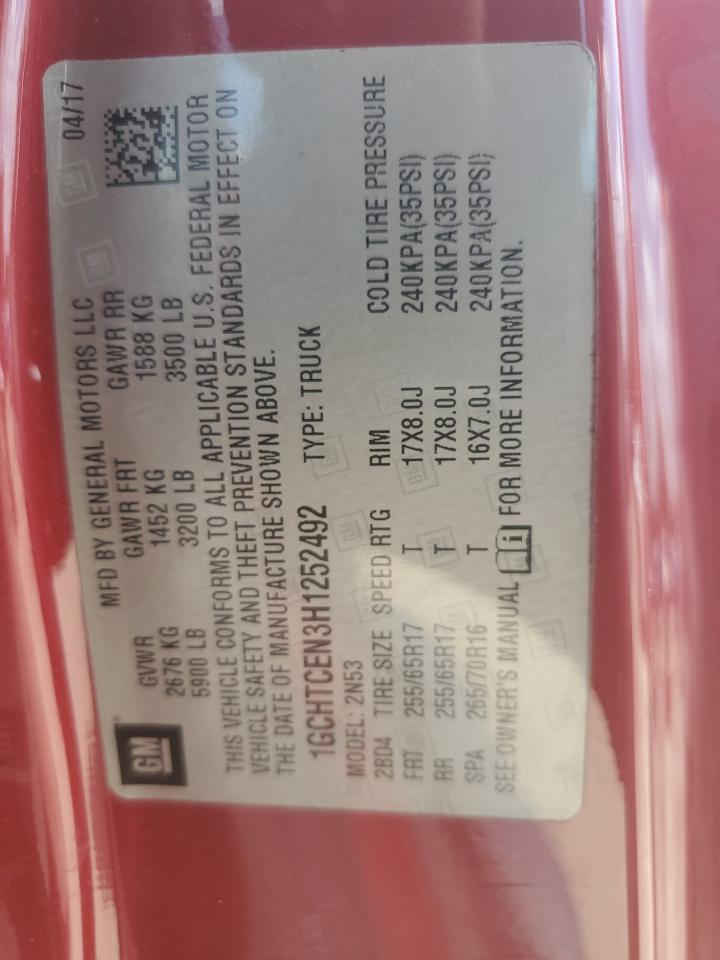 GM
MFD BY GENERAL MOTORS LLC 04/17
GVWR GAWR FRT GAWR RR
2676 KG 1452 KG 1588 KG
5900 LB 3200 LB 3500 LB
THIS VEHICLE CONFORMS TO ALL APPLICABLE U.S. FEDERAL MOTOR
VEHICLE SAFETY AND THEFT PREVENTION STANDARDS IN EFFECT ON
THE DATE OF MANUFACTURE SHOWN ABOVE.
1GCHTCEN3H1252492 TYPE: TRUCK
MODEL: 2N53
2BD4 TIRE SIZE SPEED RTG RIM COLD TIRE PRESSURE
FRT 255/65R17 T 17X8.0J 240KPA(35PSI)
RR 255/65R17 T 17X8.0J 240KPA(35PSI)
SPA 265/70R16 T 16X7.0J 240KPA(35PSI)
SEE OWNER'S MANUAL i FOR MORE INFORMATION.